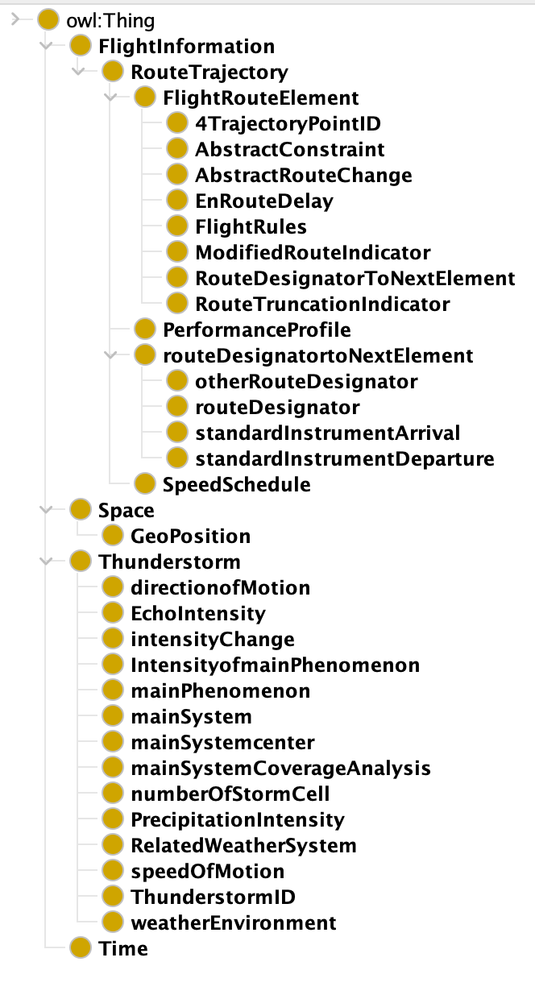 owl:Thing
FlightInformation
RouteTrajectory
FlightRouteElement
4TrajectoryPointID
AbstractConstraint
AbstractRouteChange
EnRouteDelay
FlightRules
ModifiedRouteIndicator
RouteDesignatorToNextElement
RouteTruncationIndicator
PerformanceProfile
routeDesignatortoNextElement
otherRouteDesignator
routeDesignator
standardInstrumentArrival
standardInstrumentDeparture
SpeedSchedule
Space
GeoPosition
Thunderstorm
directionofMotion
EchoIntensity
intensityChange
IntensityofmainPhenomenon
mainPhenomenon
mainSystem
mainSystemcenter
mainSystemCoverageAnalysis
numberOfStormCell
PrecipitationIntensity
RelatedWeatherSystem
speedOfMotion
ThunderstormID
weatherEnvironment
Time